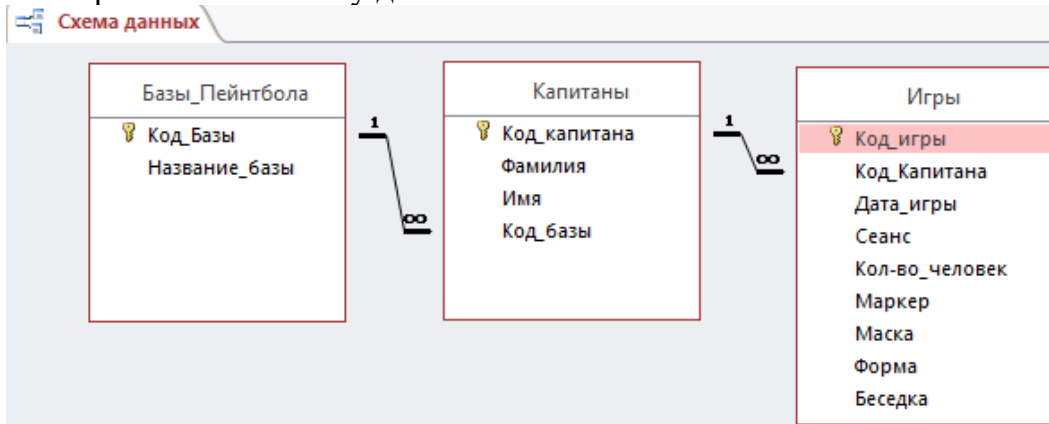 Схема данных
Базы_Пейнтбола
Код_Базы
Название_базы
1
∞
Капитаны
Код_капитана
Фамилия
Имя
Код_базы
1
∞
Игры
Код_игры
Код_Капитана
Дата_игры
Сеанс
Кол-во_человек
Маркер
Маска
Форма
Беседка